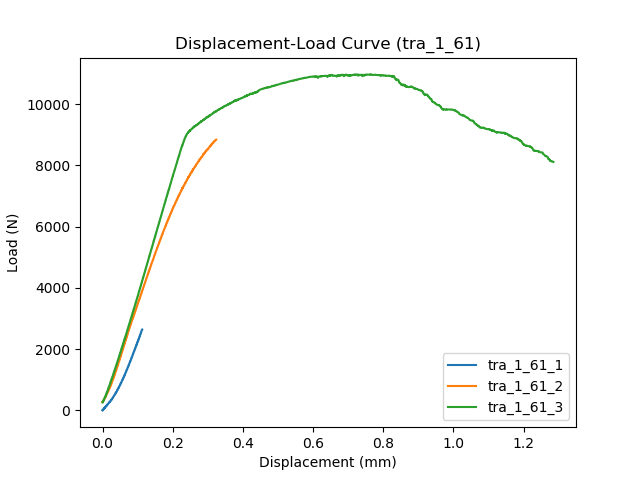 Displacement-Load Curve (tra_1_61)
Load (N)
10000
8000
6000
4000
2000
0
0.0 0.2 0.4 0.6 0.8 1.0 1.2
Displacement (mm)
tra_1_61_1
tra_1_61_2
tra_1_61_3